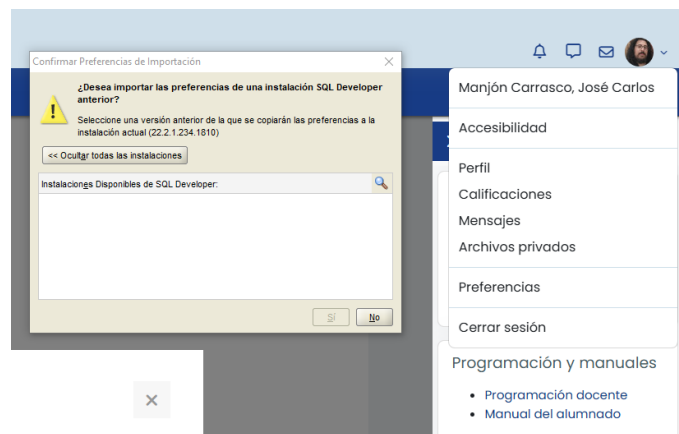 Confirmar Preferencias de Importación
¿Desea importar las preferencias de una instalación SQL Developer
anterior?
Seleccione una versión anterior de la que se copiarán las preferencias a la
instalación actual (22.2.1.234.1810)
<< Ocultar todas las instalaciones
Instalaciones Disponibles de SQL Developer:
Sí
No
Manjón Carrasco, José Carlos
Accesibilidad
Perfil
Calificaciones
Mensajes
Archivos privados
Preferencias
Cerrar sesión
Programación y manuales
Programación docente
Manual del alumnado